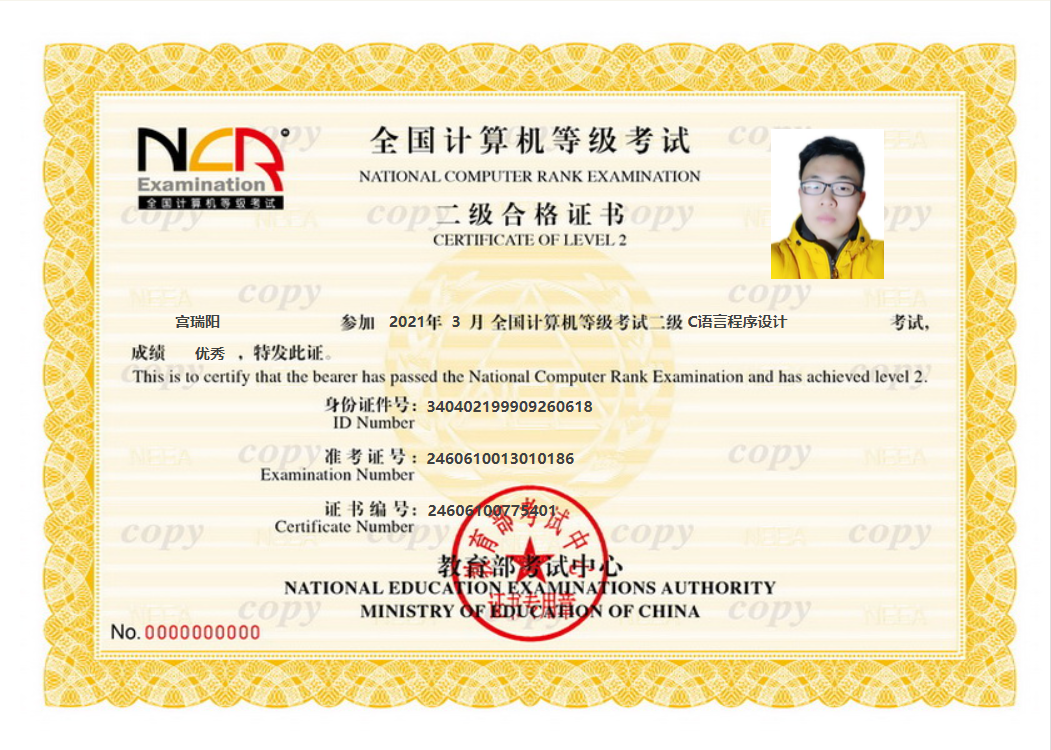 NCR
Examination
全国计算机等级考试
全国计算机等级考试
NATIONAL COMPUTER RANK EXAMINATION
二级合格证书
CERTIFICATE OF LEVEL 2
宫瑞阳 参加 2021年 3 月 全国计算机等级考试二级 C语言程序设计 考试,
成绩 优秀 ，特发此证。
This is to certify that the bearer has passed the National Computer Rank Examination and has achieved level 2.
身份证件号：340402199909260618
ID Number
准考证号：2460610013010186
Examination Number
证书编号：24606100775401
Certificate Number
教育部考试中心
NATIONAL EDUCATION EXAMINATIONS AUTHORITY
MINISTRY OF EDUCATION OF CHINA
教育部考试中心
证书专用章
No. 0000000000
copy
copy
NEEA
copy
NEEA
copy
copy
NEEA
copy
NEEA
copy
copy
NEEA
copy
copy
copy
NEEA
copy
copy
NEEA
copy
copy
NEEA
copy
NEEA
copy
NEEA
copy
NEEA
copy
copy
NEEA